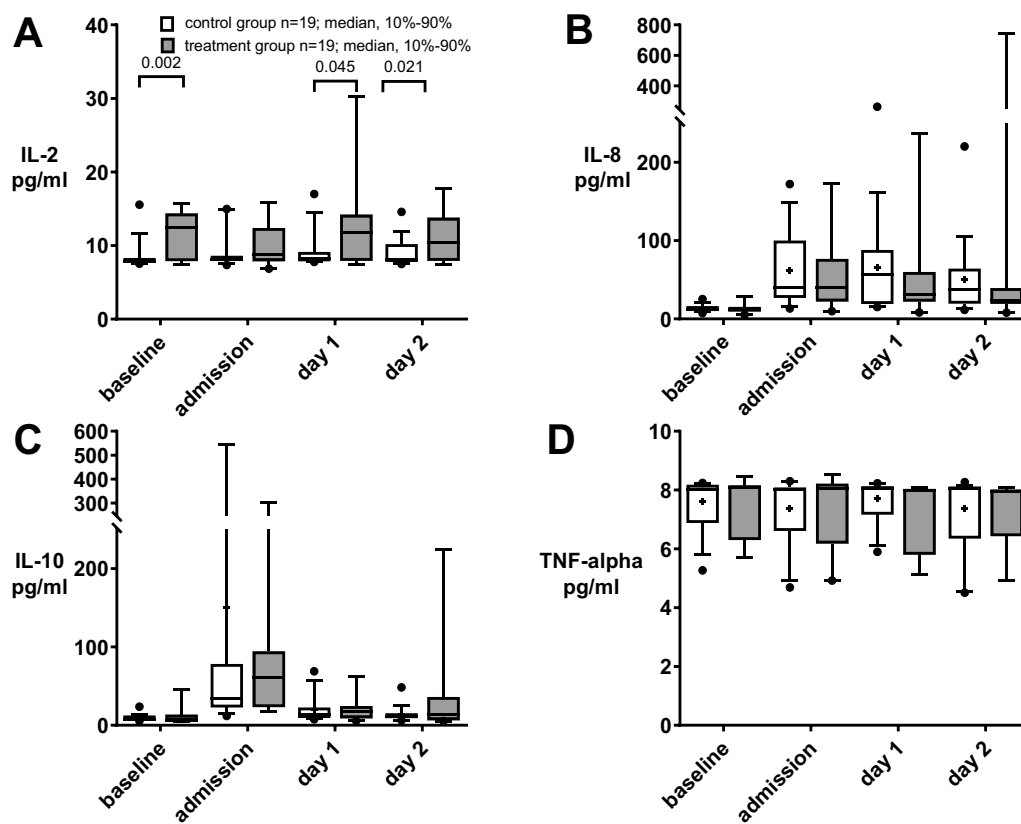 A
control group n=19; median, 10%-90%
treatment group n=19; median, 10%-90%
0.002
0.045
0.021
40
30
20
10
0
IL-2
pg/ml
baseline
admission
day 1
day 2
B
800
600
400
200
100
0
IL-8
pg/ml
baseline
admission
day 1
day 2
C
600
500
400
300
200
100
0
IL-10
pg/ml
baseline
admission
day 1
day 2
D
10
8
6
4
2
0
TNF-alpha
pg/ml
baseline
admission
day 1
day 2